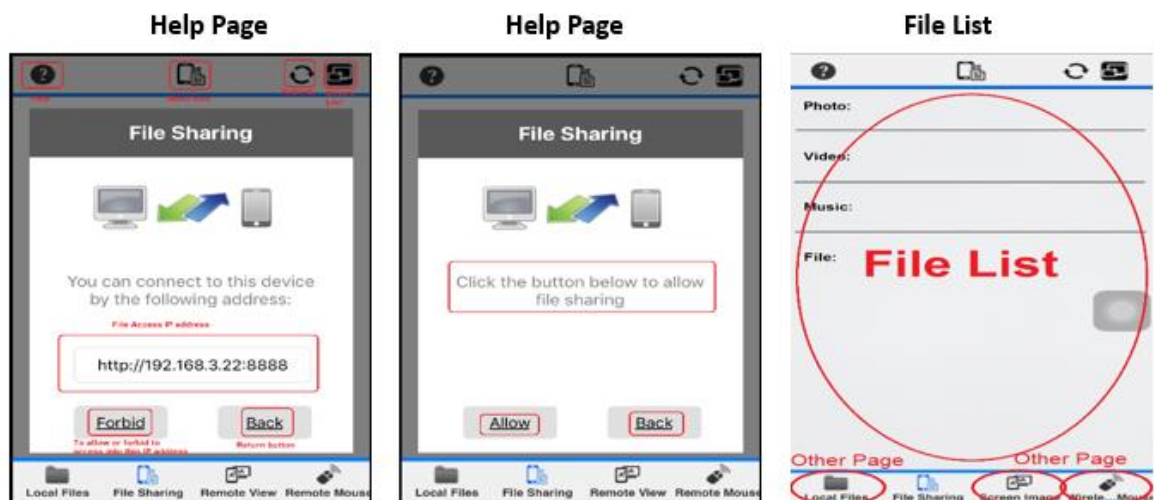 Help Page
Help Page
File List
File Sharing
You can connect to this device
by the following address:
File Access IP address
http://192.168.3.22:8888
Forbid
Back
To allow or forbid to
access into this IP address
Return button
Local Files
File Sharing
Remote View
Remote Mouse
File Sharing
Click the button below to allow
file sharing
Allow
Back
Local Files
File Sharing
Remote View
Remote Mouse
Photo:
Video:
Music:
File:
File List
Other Page
Other Page
Local Files
File Sharing
Screen Image
Wirele...Mouse